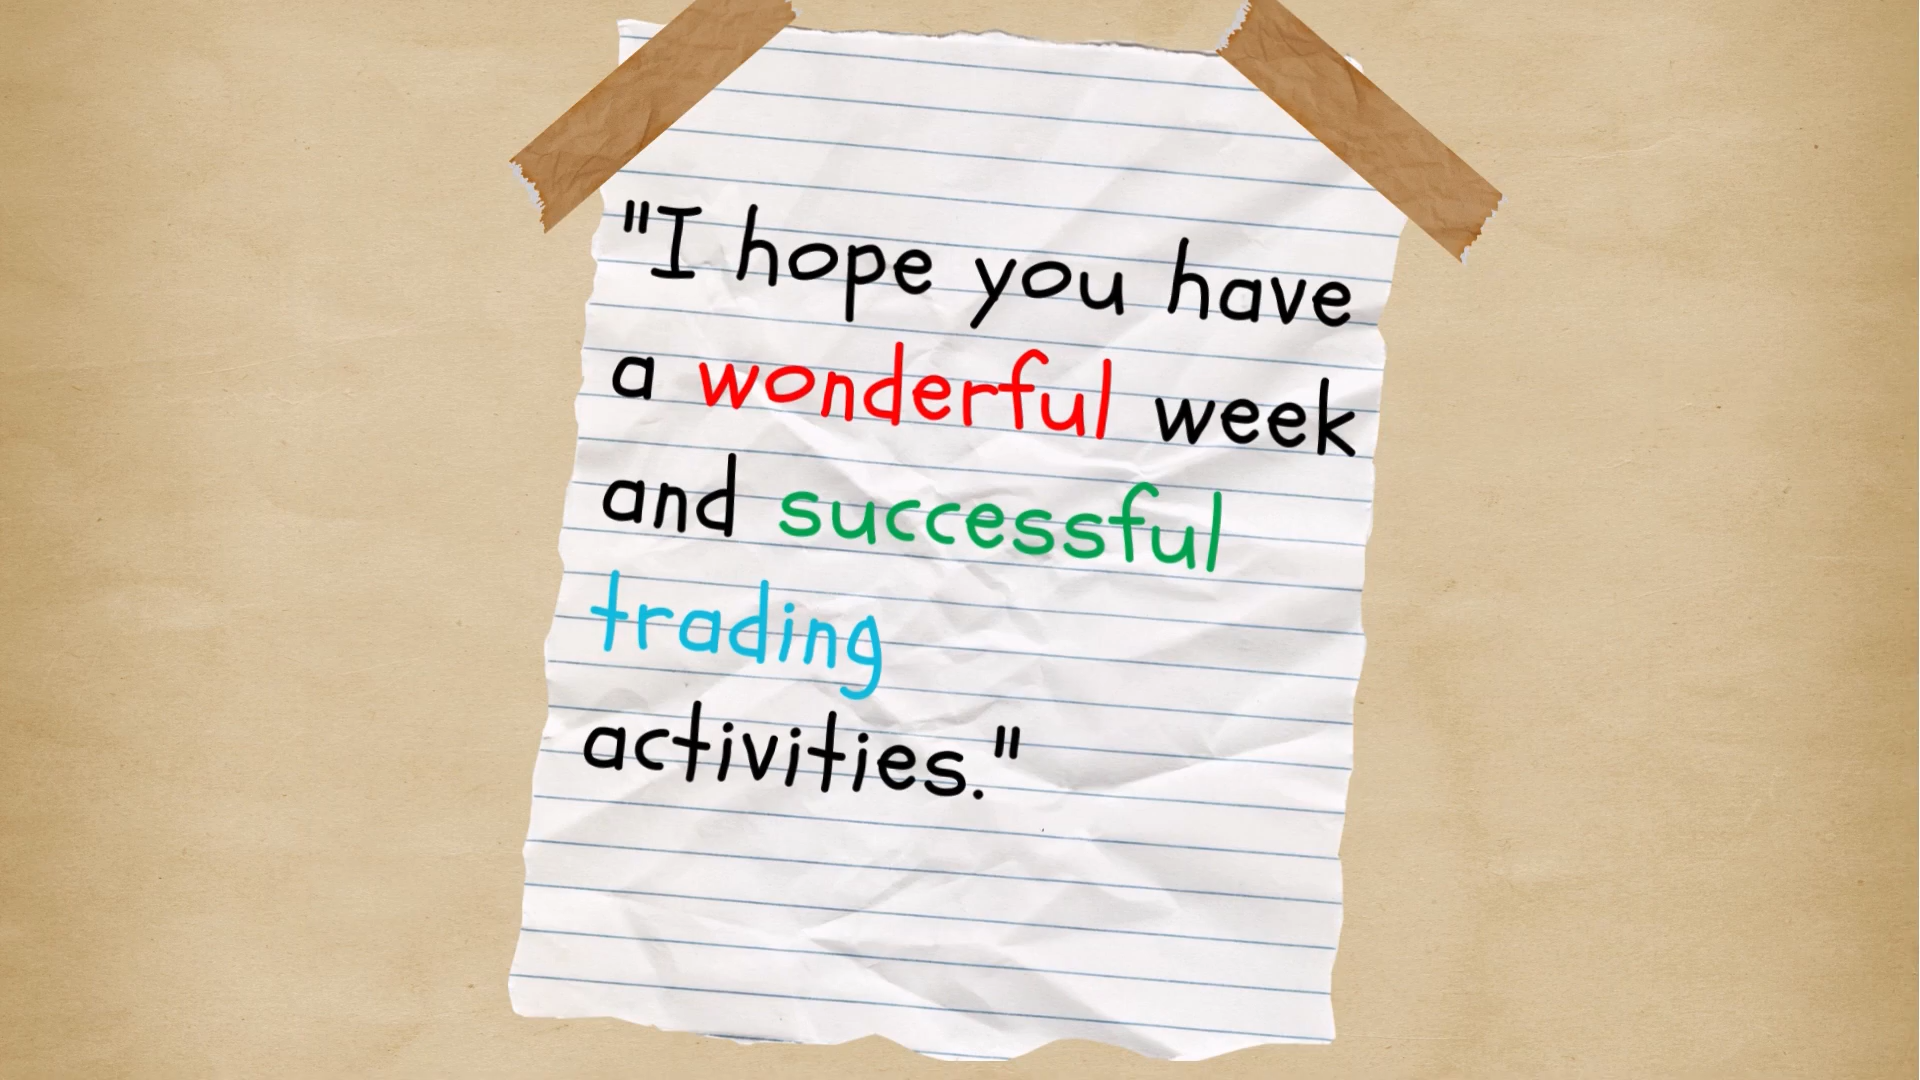 "I hope you have
a wonderful week
and successful
trading
activities."